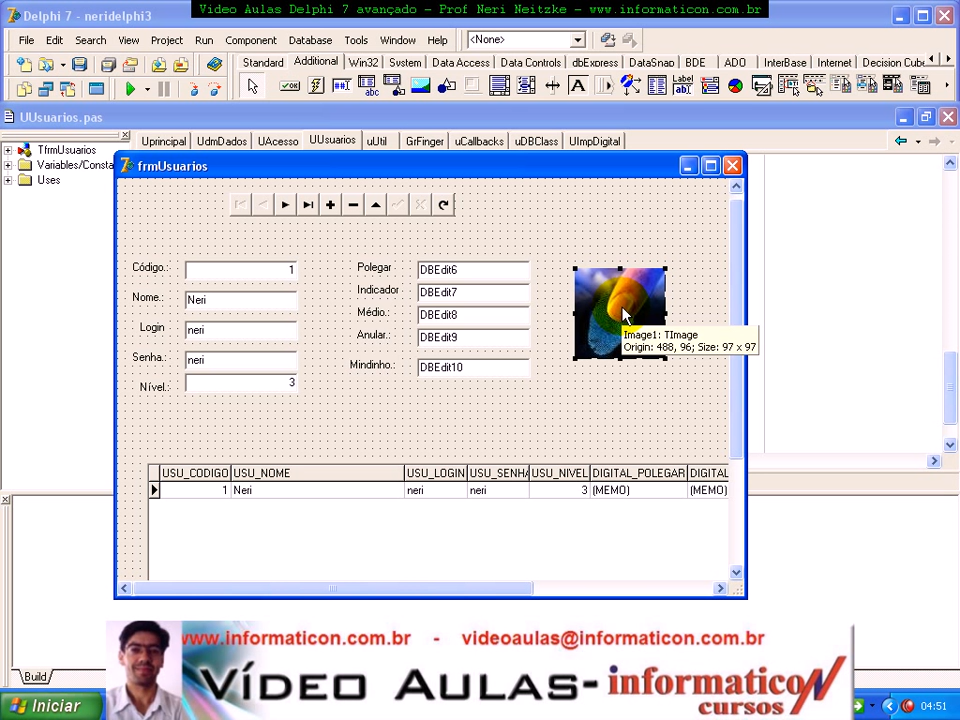 Video Aulas Delphi 7 avançado - Prof Neri Neitzke - www.informaticon.com.br
Delphi 7 - neridelphi3
File Edit Search View Project Run Component Database Tools Window Help <None>
Standard Additional Win32 System Data Access Data Controls dbExpress DataSnap BDE ADO InterBase Internet Decision Cube
UUsuarios.pas
Uprincipal UdmDados UAcesso UUsuarios uUtil GrFinger uCallbacks uDBClass UImpDigital
TfrmUsuarios
Variables/Consta
Uses
frmUsuarios
Código.: 1 Polegar DBEdit6
Nome.: Neri Indicador DBEdit7
Login neri Médio.: DBEdit8
Senha.: neri Anular.: DBEdit9
Nível.: 3 Mindinho.: DBEdit10
Image1: TImage
Origin: 488, 96; Size: 97 x 97
USU_CODIGO USU_NOME USU_LOGIN USU_SENHA USU_NIVEL DIGITAL_POLEGAR DIGITAL
1 Neri neri neri 3 (MEMO) (MEMO)
www.informaticon.com.br - videoaulas@informaticon.com.br
Vídeo Aulas- informaticoN
cursos
Build
Iniciar 04:51